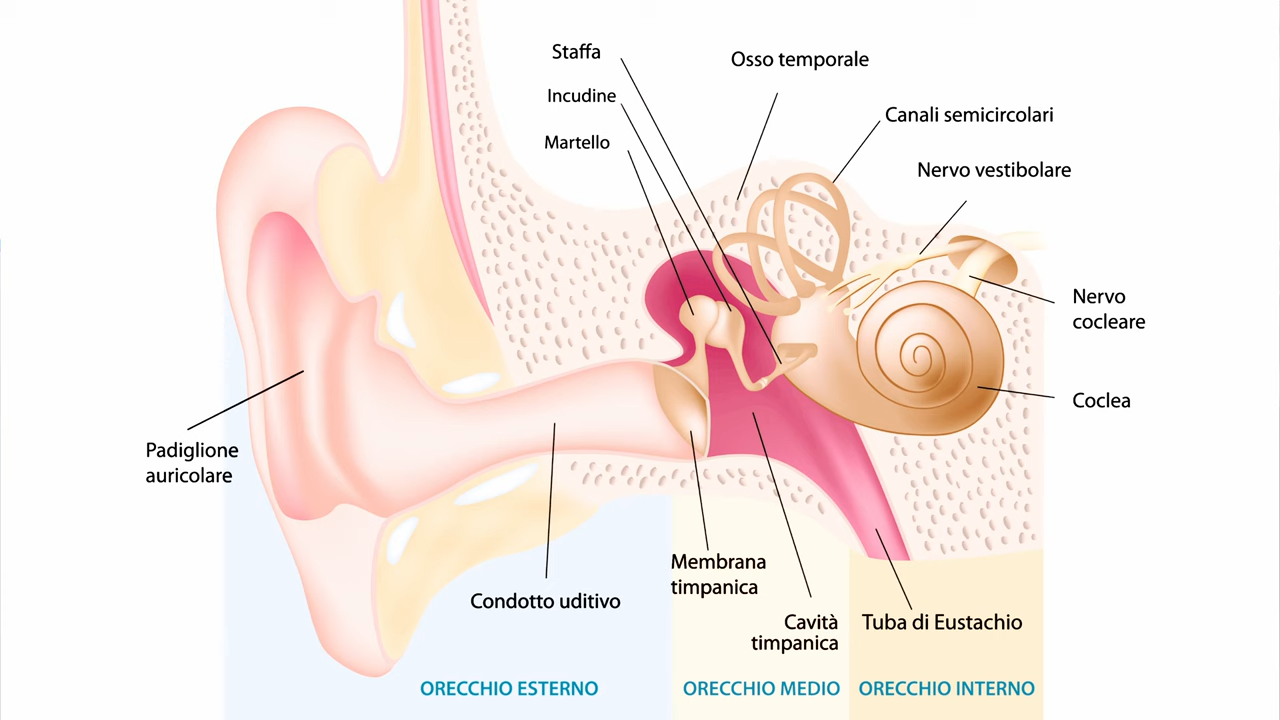 Staffa
Osso temporale
Incudine
Canali semicircolari
Martello
Nervo vestibolare
Nervo
cocleare
Coclea
Padiglione
auricolare
Membrana
timpanica
Condotto uditivo
Cavità
timpanica
Tuba di Eustachio
ORECCHIO ESTERNO
ORECCHIO MEDIO
ORECCHIO INTERNO